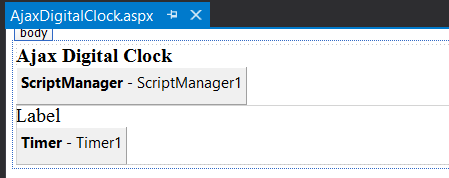 AjaxDigitalClock.aspx
body
Ajax Digital Clock
ScriptManager - ScriptManager1
Label
Timer - Timer1